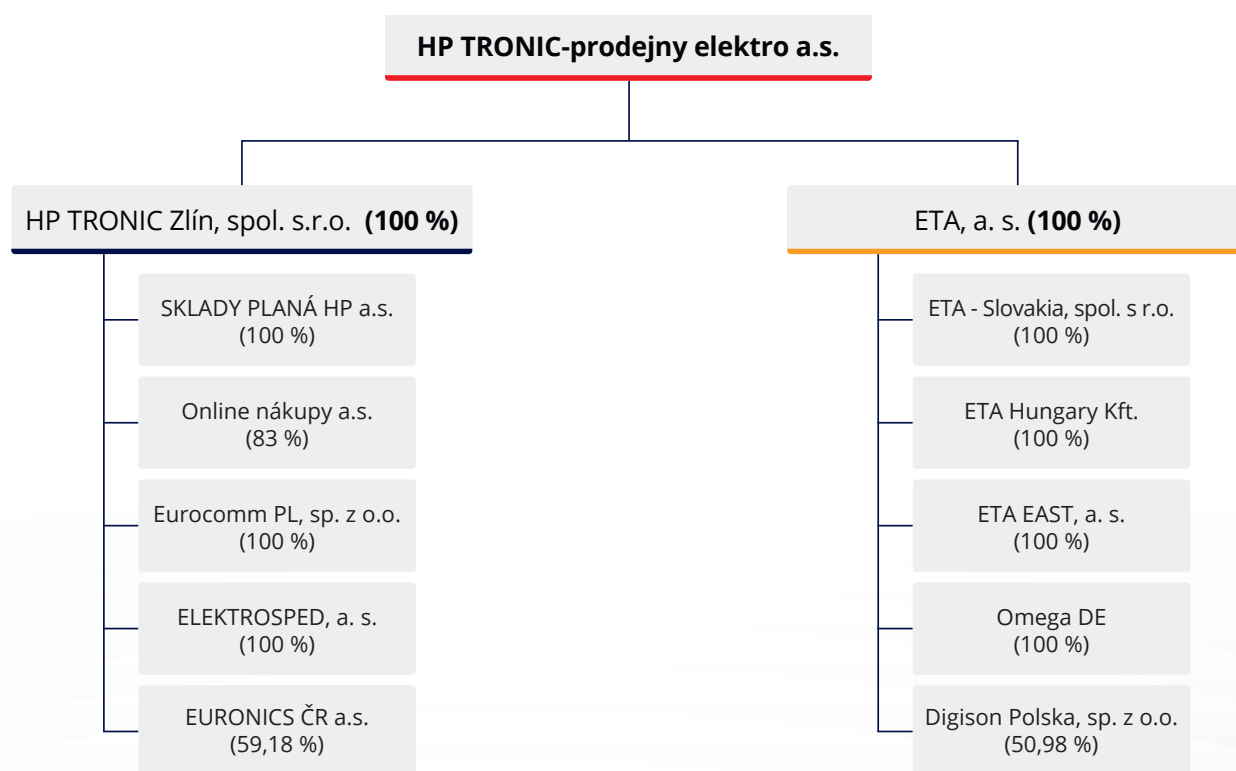 HP TRONIC-prodejny elektro a.s.
HP TRONIC Zlín, spol. s.r.o. (100 %)
SKLADY PLANÁ HP a.s.
(100 %)
Online nákupy a.s.
(83 %)
Eurocomm PL, sp. z o.o.
(100 %)
ELEKTROSPED, a. s.
(100 %)
EURONICS ČR a.s.
(59,18 %)
ETA, a. s. (100 %)
ETA - Slovakia, spol. s r.o.
(100 %)
ETA Hungary Kft.
(100 %)
ETA EAST, a. s.
(100 %)
Omega DE
(100 %)
Digison Polska, sp. z o.o.
(50,98 %)